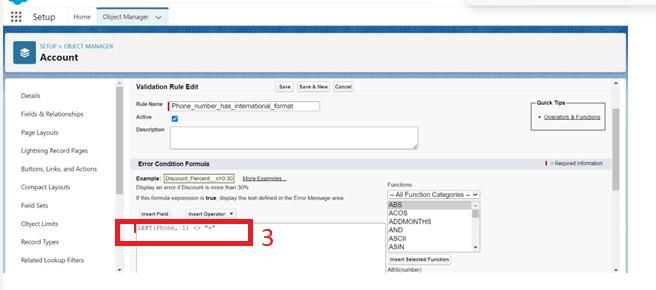 Setup Home Object Manager
SETUP > OBJECT MANAGER
Account
Details
Fields & Relationships
Page Layouts
Lightning Record Pages
Buttons, Links, and Actions
Compact Layouts
Field Sets
Object Limits
Record Types
Related Lookup Filters
Validation Rule Edit Save Save & New Cancel
Rule Name Phone_number_has_international_format
Active
Description
Quick Tips
• Operators & Functions
Error Condition Formula = Required Information
Example: Discount_Percent__c>0.30 More Examples...
Display an error if Discount is more than 30%
If this formula expression is true, display the text defined in the Error Message area
Insert Field Insert Operator
LEFT(Phone, 1) <> "+"
3
Functions
-- All Function Categories --
ABS
ACOS
ADDMONTHS
AND
ASCII
ASIN
Insert Selected Function
ABS(number)